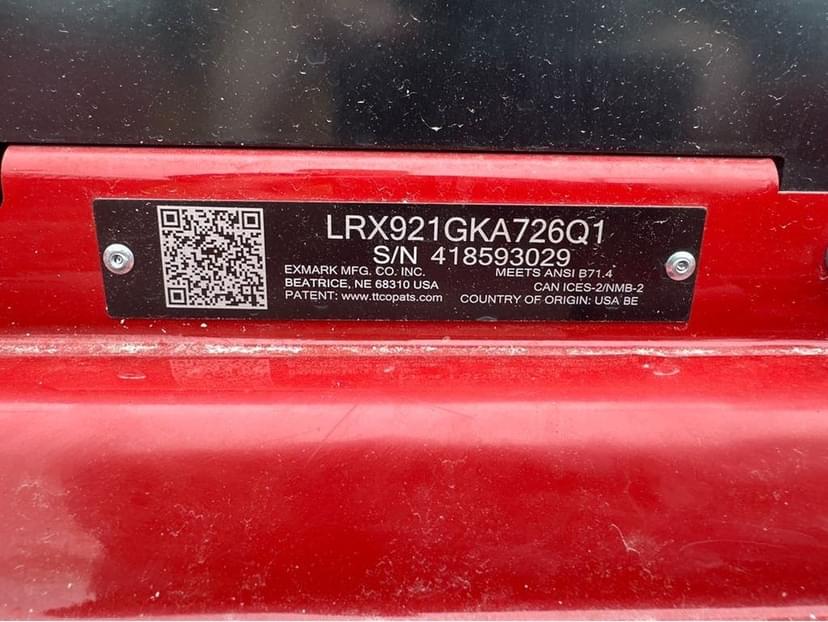 LRX921GKA726Q1
S/N 418593029
EXMARK MFG. CO. INC.
BEATRICE, NE 68310 USA
PATENT: www.ttcopats.com
MEETS ANSI B71.4
CAN ICES-2/NMB-2
COUNTRY OF ORIGIN: USA BE